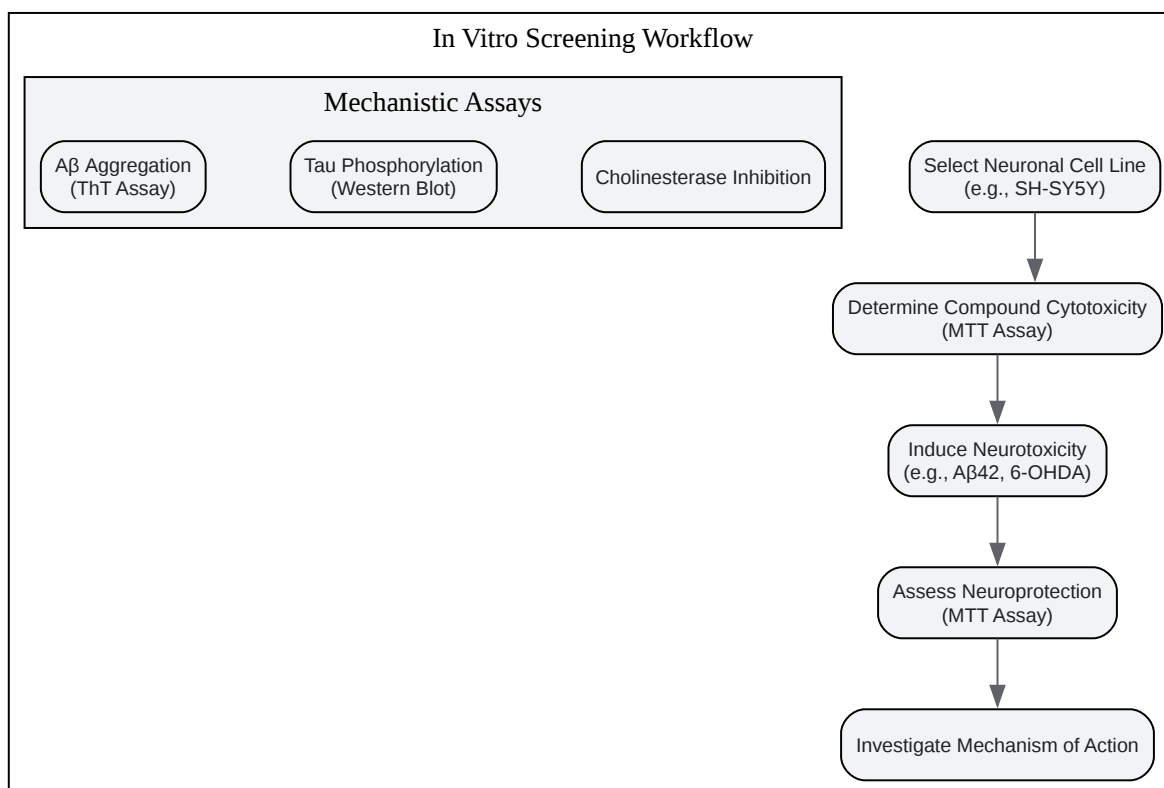 In Vitro Screening Workflow
Mechanistic Assays
Aβ Aggregation
(ThT Assay)
Tau Phosphorylation
(Western Blot)
Cholinesterase Inhibition
Select Neuronal Cell Line
(e.g., SH-SY5Y)
Determine Compound Cytotoxicity
(MTT Assay)
Induce Neurotoxicity
(e.g., Aβ42, 6-OHDA)
Assess Neuroprotection
(MTT Assay)
Investigate Mechanism of Action